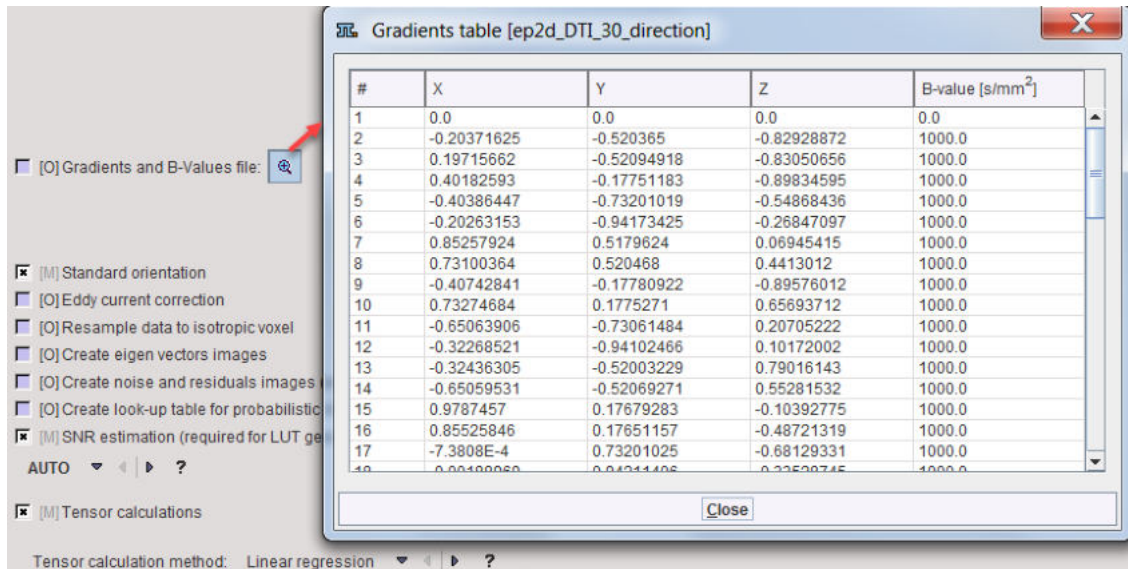 Gradients table [ep2d_DTI_30_direction]
# X Y Z B-value [s/mm²]
1 0.0 0.0 0.0 0.0
2 -0.20371625 -0.520365 -0.82928872 1000.0
3 0.19715662 -0.52094918 -0.83050656 1000.0
4 0.40182593 -0.17751183 -0.89834595 1000.0
5 -0.40386447 -0.73201019 -0.54868436 1000.0
6 -0.20263153 -0.94173425 -0.26847097 1000.0
7 0.85257924 0.5179624 0.06945415 1000.0
8 0.73100364 0.520468 0.4413012 1000.0
9 -0.40742841 -0.17780922 -0.89576012 1000.0
10 0.73274684 0.1775271 0.65693712 1000.0
11 -0.65063906 -0.73061484 0.20705222 1000.0
12 -0.32268521 -0.94102466 0.10172002 1000.0
13 -0.32436305 -0.52003229 0.79016143 1000.0
14 -0.65059531 -0.52069271 0.55281532 1000.0
15 0.9787457 0.17679283 -0.10392775 1000.0
16 0.85525846 0.17651157 -0.48721319 1000.0
17 -7.3808E-4 0.73201025 -0.68129331 1000.0
Close
[O] Gradients and B-Values file:
[M] Standard orientation
[O] Eddy current correction
[O] Resample data to isotropic voxel
[O] Create eigen vectors images
[O] Create noise and residuals images
[O] Create look-up table for probabilistic
[M] SNR estimation (required for LUT ge
AUTO ?
[M] Tensor calculations
Tensor calculation method: Linear regression ?